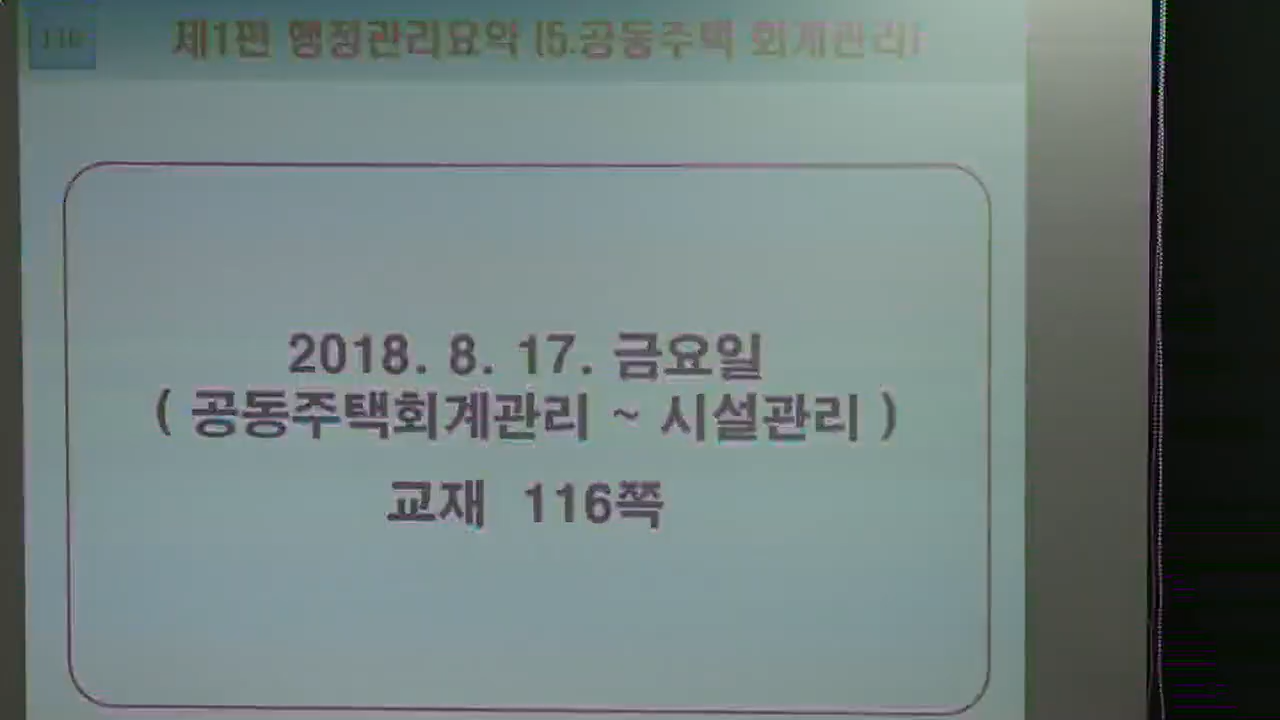 116
제1편 행정관리요약 (5.공동주택 회계관리)
2018. 8. 17. 금요일
( 공동주택회계관리 ~ 시설관리 )
교재 116쪽